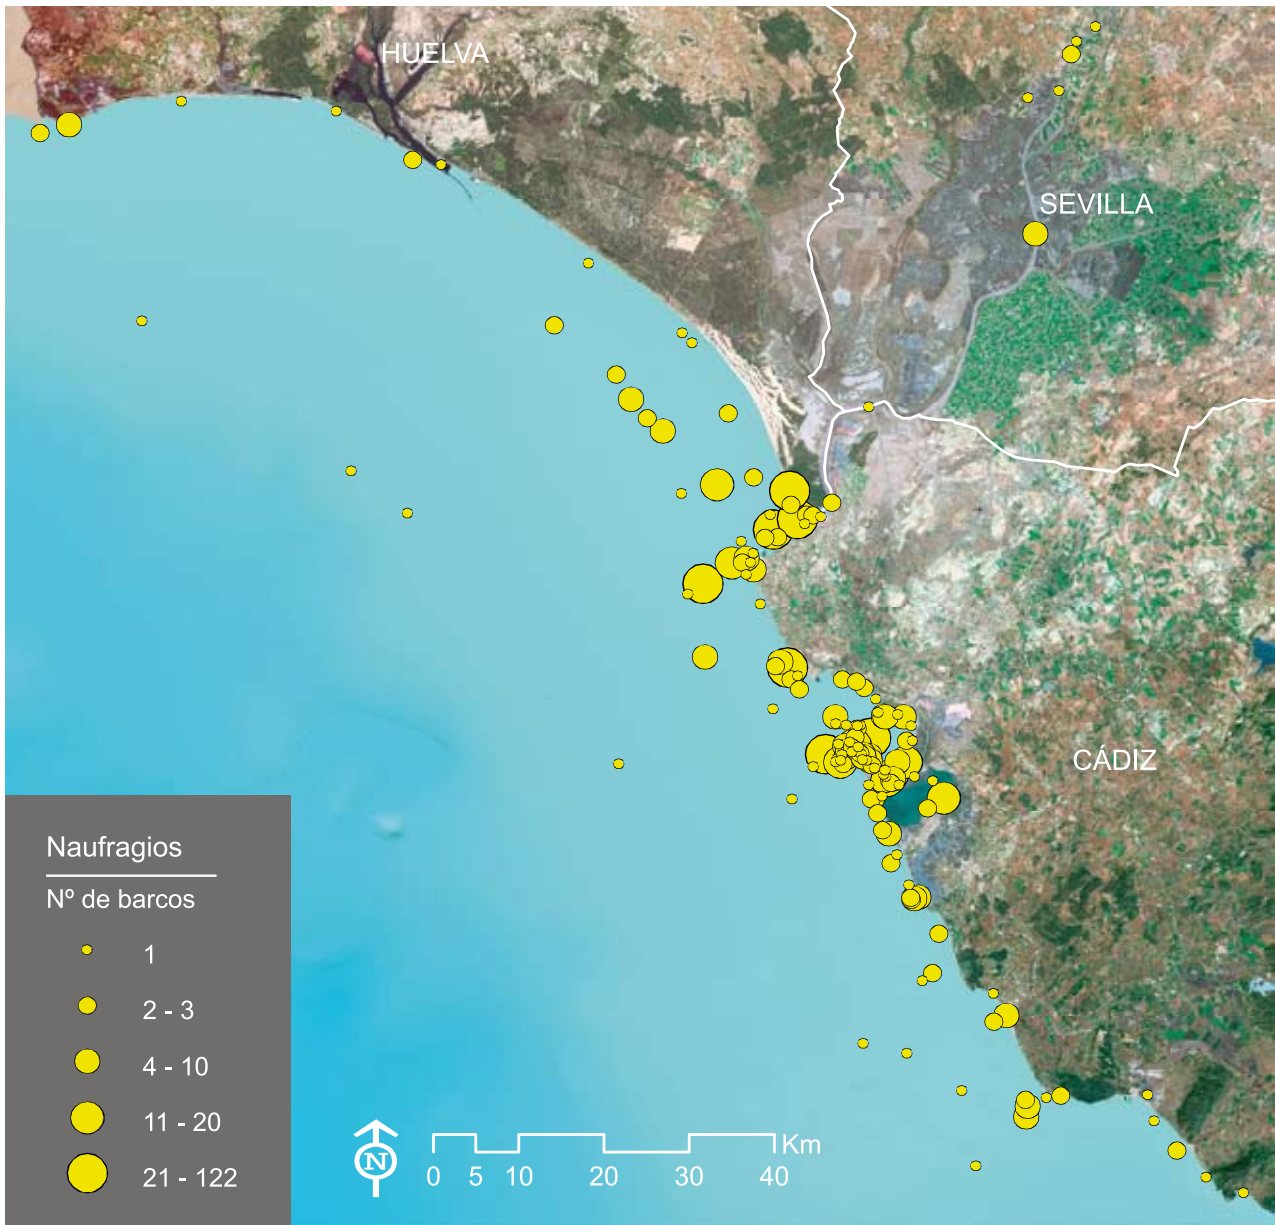 HUELVA
SEVILLA
CÁDIZ
Naufragios
Nº de barcos
1
2 - 3
4 - 10
11 - 20
21 - 122
N
Km
0 5 10 20 30 40